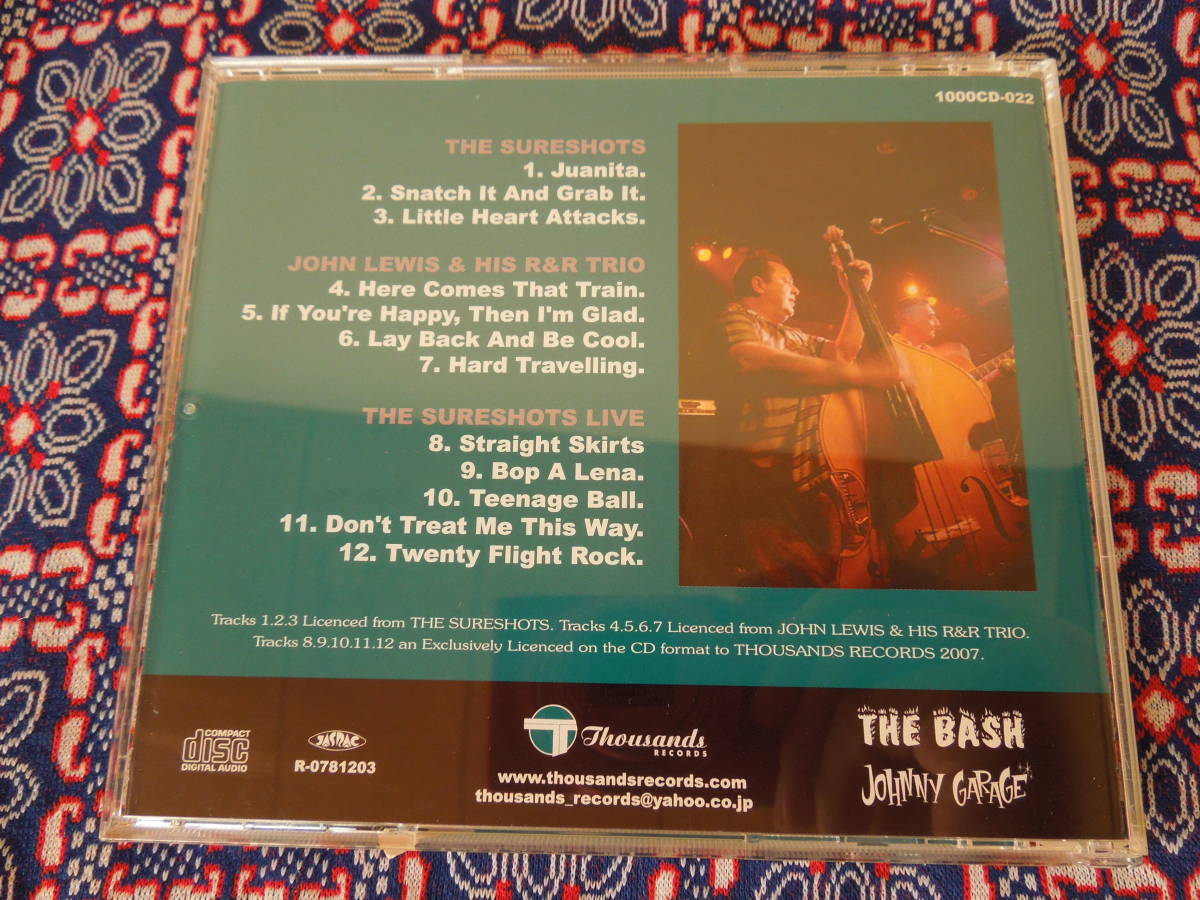 1000CD-022
THE SURESHOTS
1. Juanita.
2. Snatch It And Grab It.
3. Little Heart Attacks.
JOHN LEWIS & HIS R&R TRIO
4. Here Comes That Train.
5. If You're Happy, Then I'm Glad.
6. Lay Back And Be Cool.
7. Hard Travelling.
THE SURESHOTS LIVE
8. Straight Skirts
9. Bop A Lena.
10. Teenage Ball.
11. Don't Treat Me This Way.
12. Twenty Flight Rock.
Tracks 1.2.3 Licenced from THE SURESHOTS. Tracks 4.5.6.7 Licenced from JOHN LEWIS & HIS R&R TRIO.
Tracks 8.9.10.11.12 an Exclusively Licenced on the CD format to THOUSANDS RECORDS 2007.
COMPACT
disc
DIGITAL AUDIO
JASRAC
R-0781203
Thousands
RECORDS
www.thousandsrecords.com
thousands_records@yahoo.co.jp
THE BASH
JOHNNY GARAGE